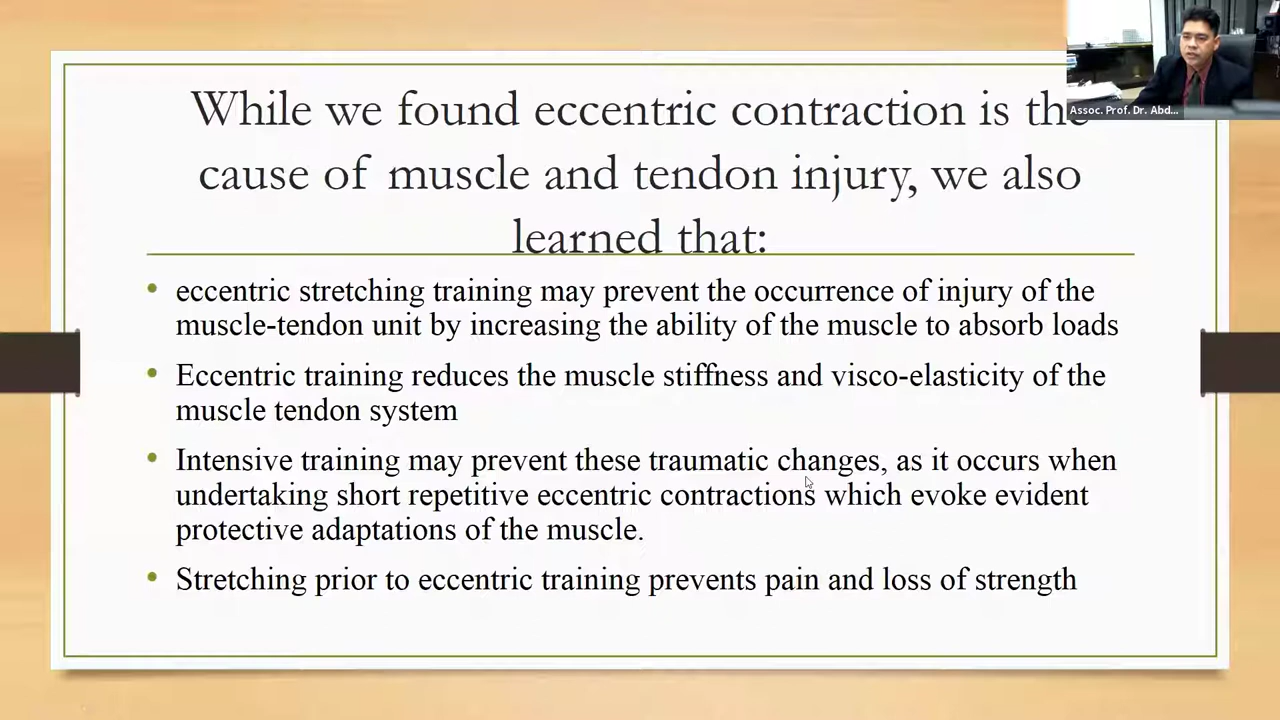 Assoc. Prof. Dr. Abd...
While we found eccentric contraction is the
cause of muscle and tendon injury, we also
learned that:
• eccentric stretching training may prevent the occurrence of injury of the
muscle-tendon unit by increasing the ability of the muscle to absorb loads
• Eccentric training reduces the muscle stiffness and visco-elasticity of the
muscle tendon system
• Intensive training may prevent these traumatic changes, as it occurs when
undertaking short repetitive eccentric contractions which evoke evident
protective adaptations of the muscle.
• Stretching prior to eccentric training prevents pain and loss of strength